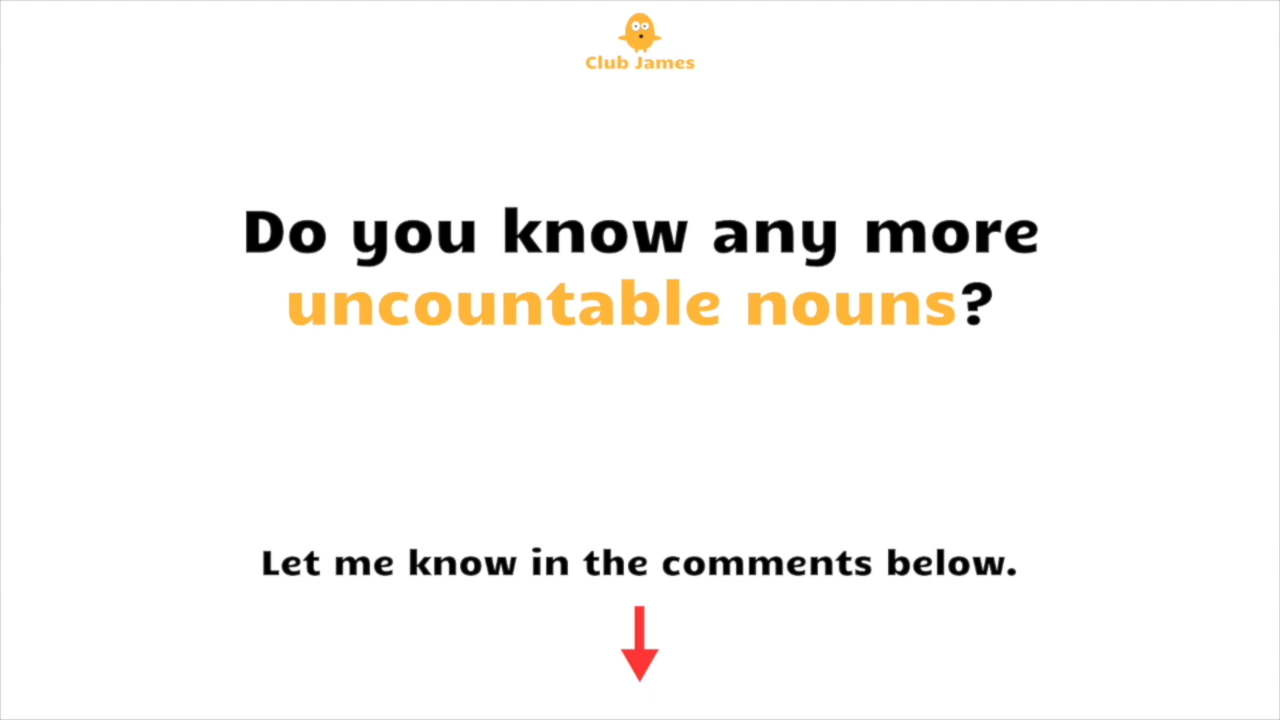 Club James
Do you know any more
uncountable nouns?
Let me know in the comments below.